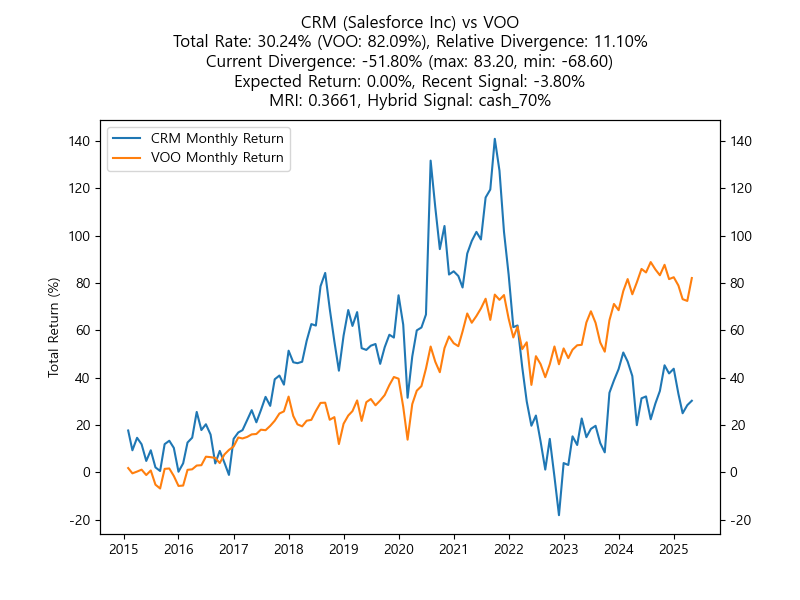 CRM (Salesforce Inc) vs VOO
Total Rate: 30.24% (VOO: 82.09%), Relative Divergence: 11.10%
Current Divergence: -51.80% (max: 83.20, min: -68.60)
Expected Return: 0.00%, Recent Signal: -3.80%
MRI: 0.3661, Hybrid Signal: cash_70%
CRM Monthly Return
VOO Monthly Return
Total Return (%)
140
120
100
80
60
40
20
0
-20
140
120
100
80
60
40
20
0
-20
2015 2016 2017 2018 2019 2020 2021 2022 2023 2024 2025